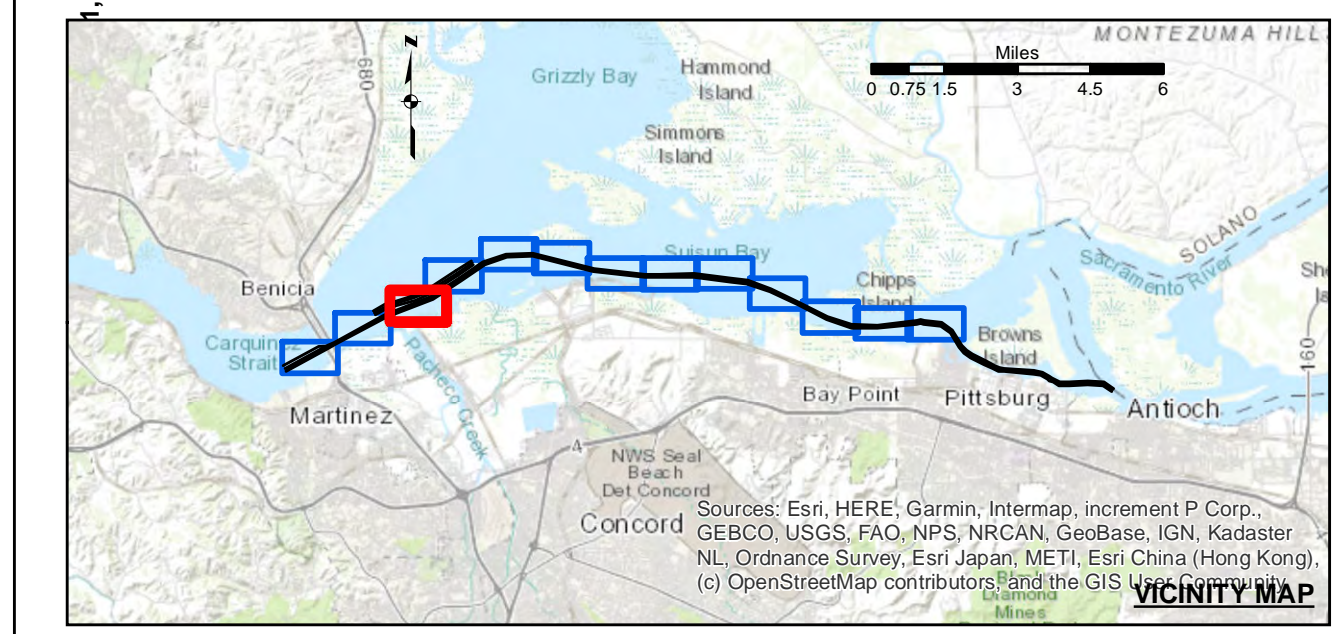 1,
MONTEZUMA HILL
Miles
0 0.75 1.5 3 4.5 6
N
680
Grizzly Bay
Hammond
Island
Simmons
Island
SOLANO
Suisun Bay
Sacramento River
Chipps
Island
She
Is
Benicia
Carquinez
Strait
Browns
Island
160
Pacheco Creek
Bay Point
Pittsburg
Antioch
Martinez
4
NWS Seal
Beach
Det Concord
Concord
Sources: Esri, HERE, Garmin, Intermap, increment P Corp.,
GEBCO, USGS, FAO, NPS, NRCAN, GeoBase, IGN, Kadaster
NL, Ordnance Survey, Esri Japan, METI, Esri China (Hong Kong),
(c) OpenStreetMap contributors, and the GIS User Community
Diamond
Mines
VICINITY MAP